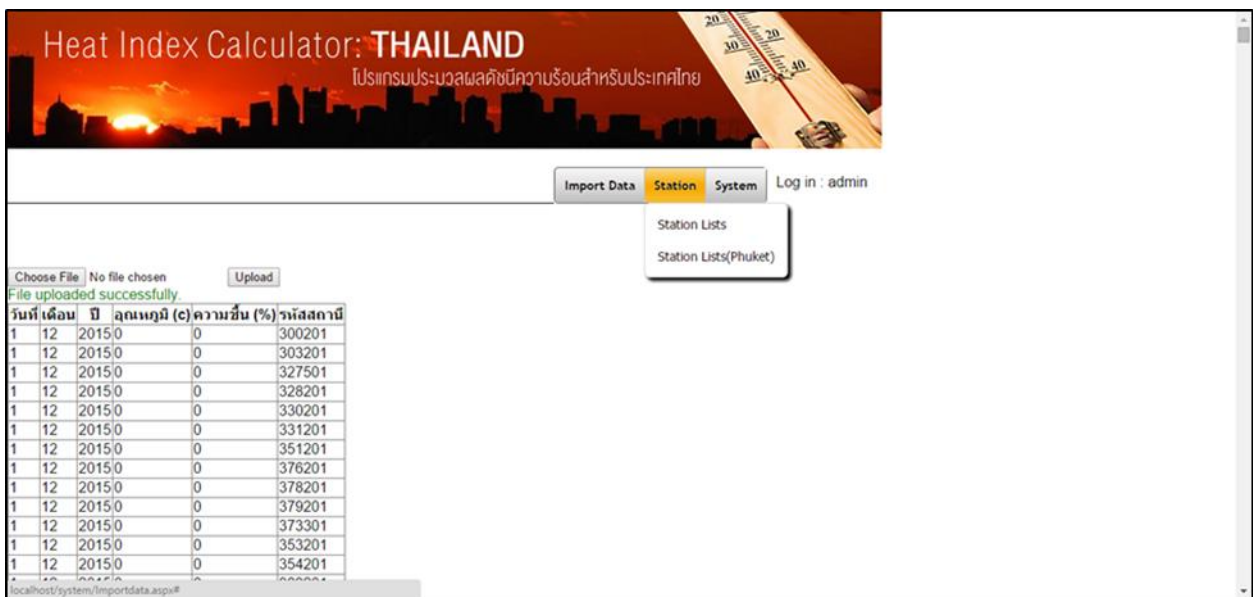 Heat Index Calculator: THAILAND
โปรแกรมประมวลผลดัชนีความร้อนสำหรับประเทศไทย
20
30 20
40 40
Import Data Station System Log in : admin
Station Lists
Station Lists(Phuket)
Choose File No file chosen Upload
File uploaded successfully.
วันที่ เดือน ปี อุณหภูมิ (c) ความชื้น (%) รหัสสถานี
1 12 2015 0 0 300201
1 12 2015 0 0 303201
1 12 2015 0 0 327501
1 12 2015 0 0 328201
1 12 2015 0 0 330201
1 12 2015 0 0 331201
1 12 2015 0 0 351201
1 12 2015 0 0 376201
1 12 2015 0 0 378201
1 12 2015 0 0 379201
1 12 2015 0 0 373301
1 12 2015 0 0 353201
1 12 2015 0 0 354201
localhost/system/Importdata.aspx#